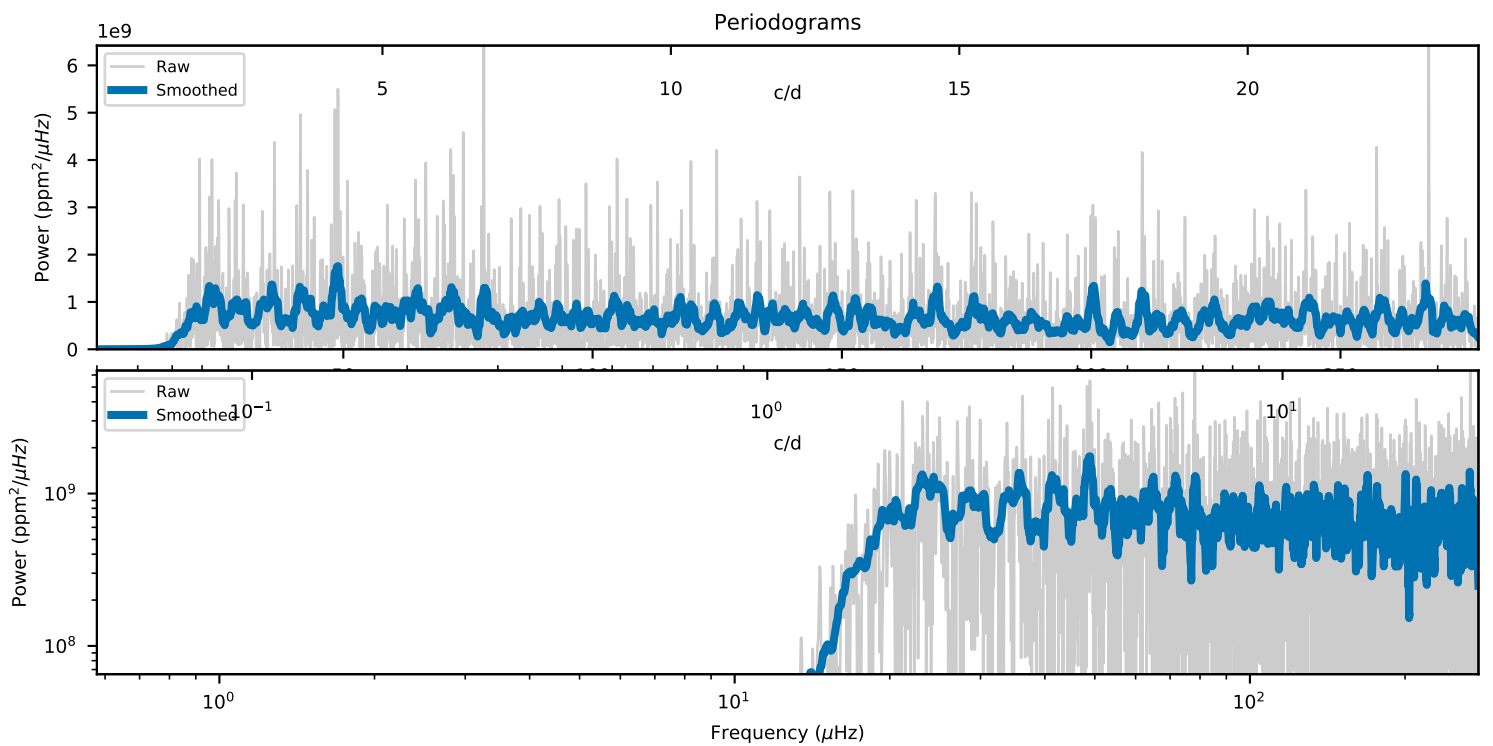 Periodograms
1e9
Raw
Smoothed
5 10 15 20
c/d
6
5
4
3
2
1
0
Power (ppm²/μHz)
Raw
Smoothed
10⁻¹ 10⁰ 10¹
c/d
10⁹
10⁸
Power (ppm²/μHz)
10⁰ 10¹ 10²
Frequency (μHz)